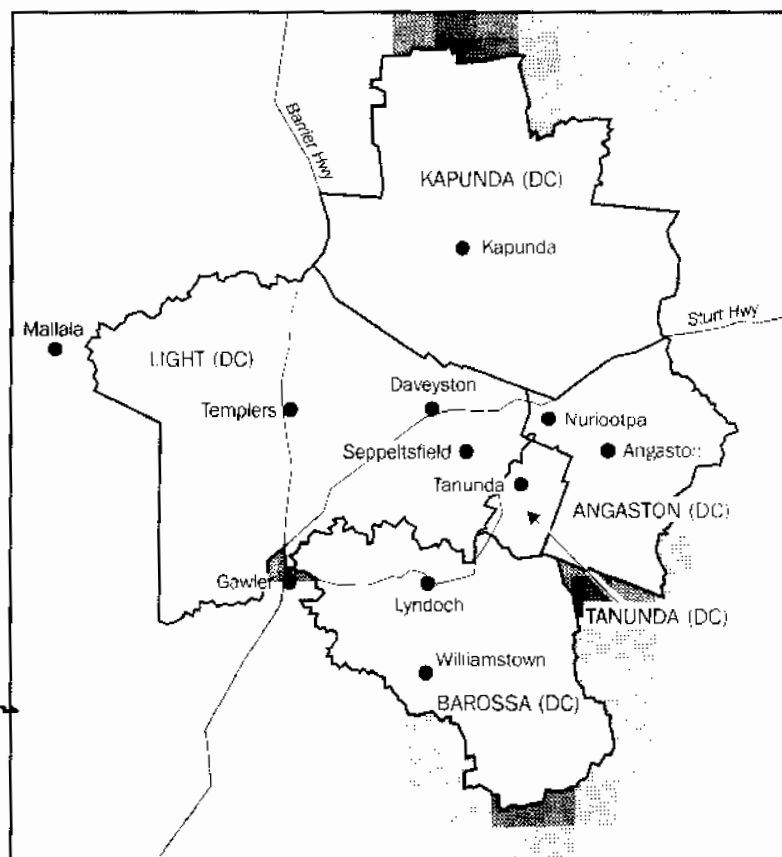 Barrier Hwy
KAPUNDA (DC)
Kapunda
Sturt Hwy
Mallala
LIGHT (DC)
Daveyston
Templers
Nuriootpa
Seppeltsfield
Angaston
Tanunda
ANGASTON (DC)
Gawler
Lyndoch
TANUNDA (DC)
Williamstown
BAROSSA (DC)